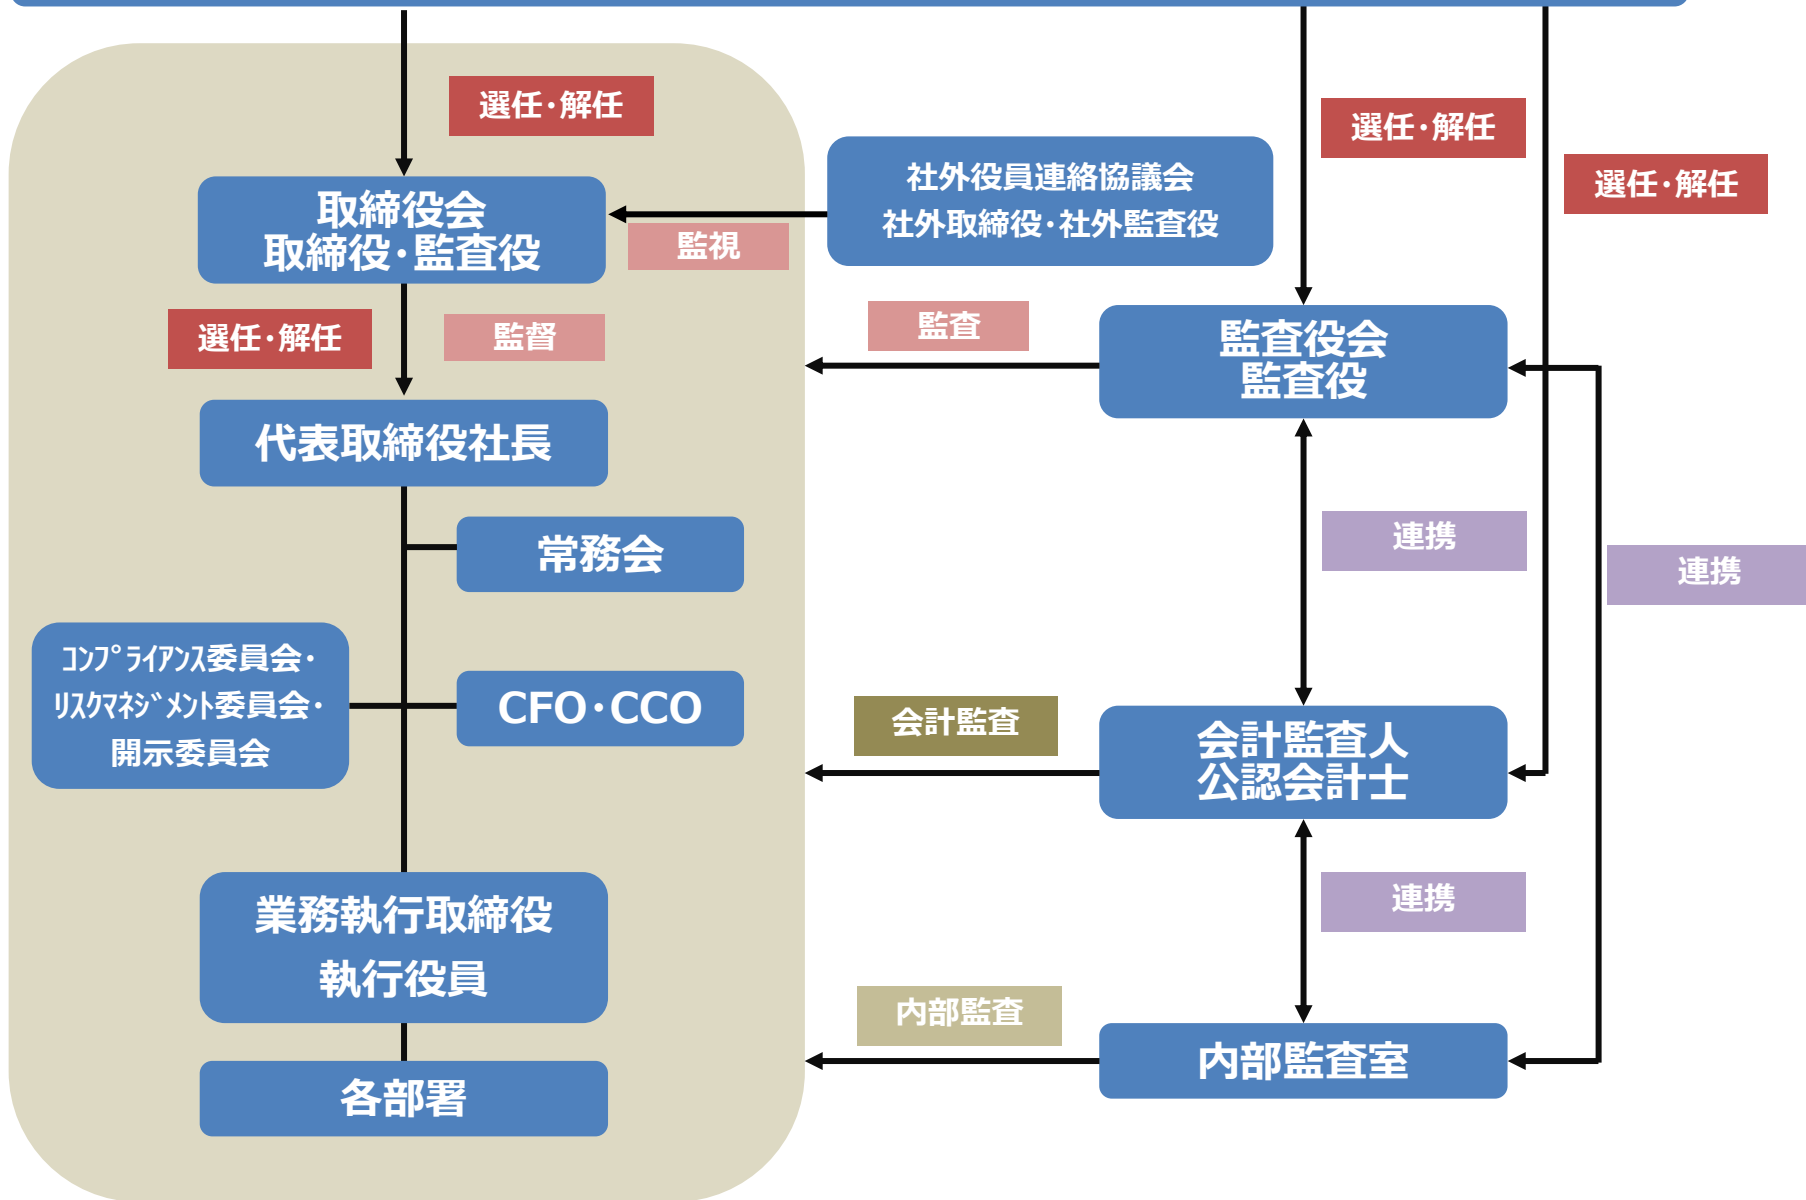 選任・解任
選任・解任
選任・解任
社外役員連絡協議会
社外取締役・社外監査役
取締役会
取締役・監査役
監視
選任・解任
監督
監査
監査役会
監査役
代表取締役社長
常務会
連携
連携
ｺﾝﾌﾟﾗｲｱﾝｽ委員会・
ﾘｽｸﾏﾈｼﾞﾒﾝﾄ委員会・
開示委員会
CFO・CCO
会計監査
会計監査人
公認会計士
業務執行取締役
執行役員
連携
内部監査
内部監査室
各部署